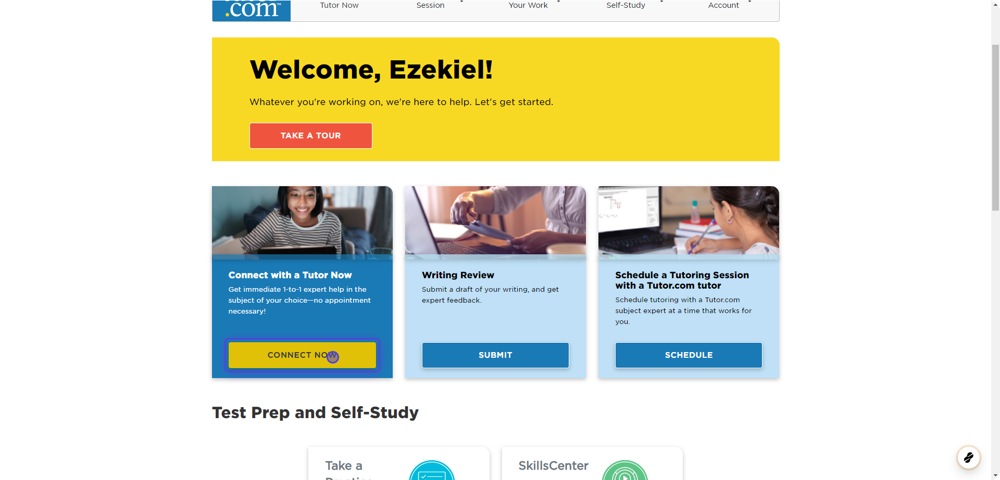 .com™
Tutor Now
Session
Your Work
Self-Study
Account
Welcome, Ezekiel!
Whatever you're working on, we're here to help. Let's get started.
TAKE A TOUR
Connect with a Tutor Now
Get immediate 1-to-1 expert help in the
subject of your choice—no appointment
necessary!
CONNECT NOW
Writing Review
Submit a draft of your writing, and get
expert feedback.
SUBMIT
Schedule a Tutoring Session
with a Tutor.com tutor
Schedule tutoring with a Tutor.com
subject expert at a time that works for
you.
SCHEDULE
Test Prep and Self-Study
Take a
SkillsCenter